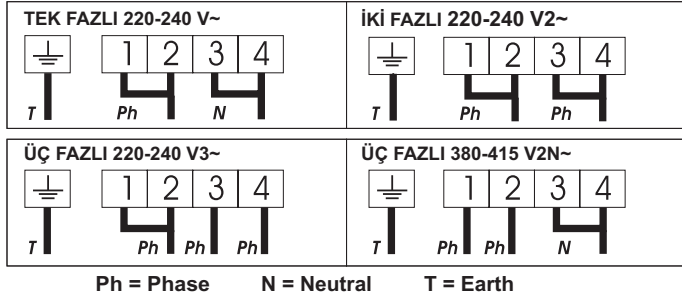 TEK FAZLI 220-240 V~
1 2 3 4
T Ph N
İKİ FAZLI 220-240 V2~
1 2 3 4
T Ph Ph
ÜÇ FAZLI 220-240 V3~
1 2 3 4
T Ph Ph Ph
ÜÇ FAZLI 380-415 V2N~
1 2 3 4
T Ph Ph N
Ph = Phase N = Neutral T = Earth